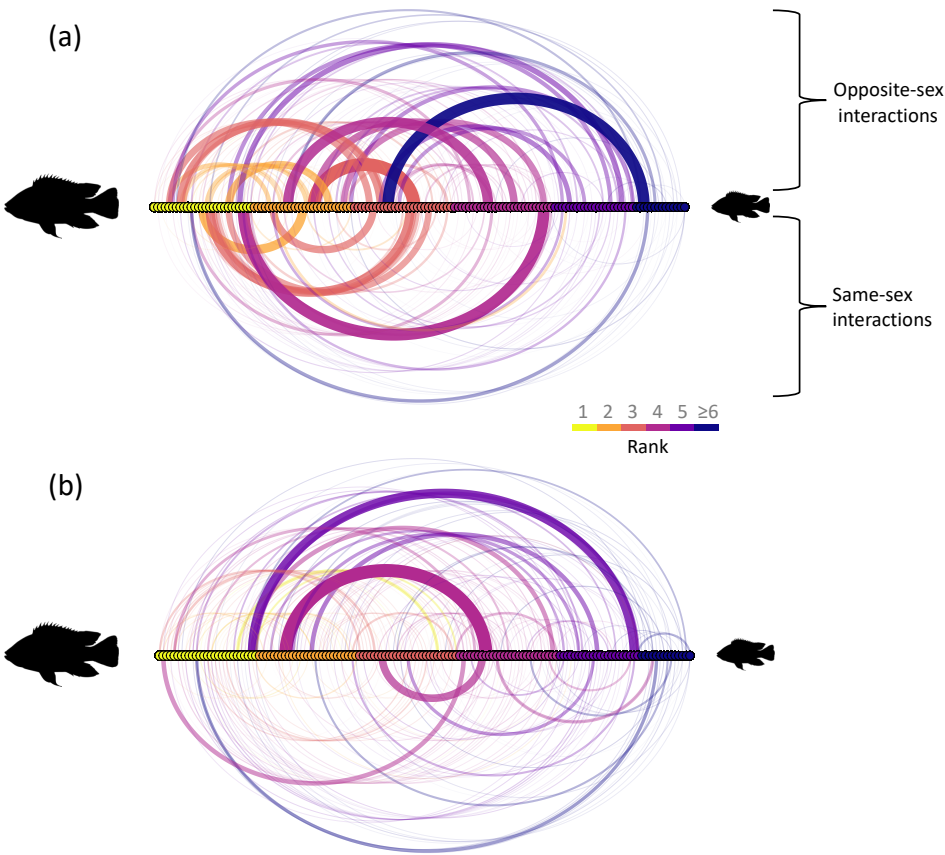 (a)
Opposite-sex
interactions
Same-sex
interactions
1 2 3 4 5 ≥6
Rank
(b)